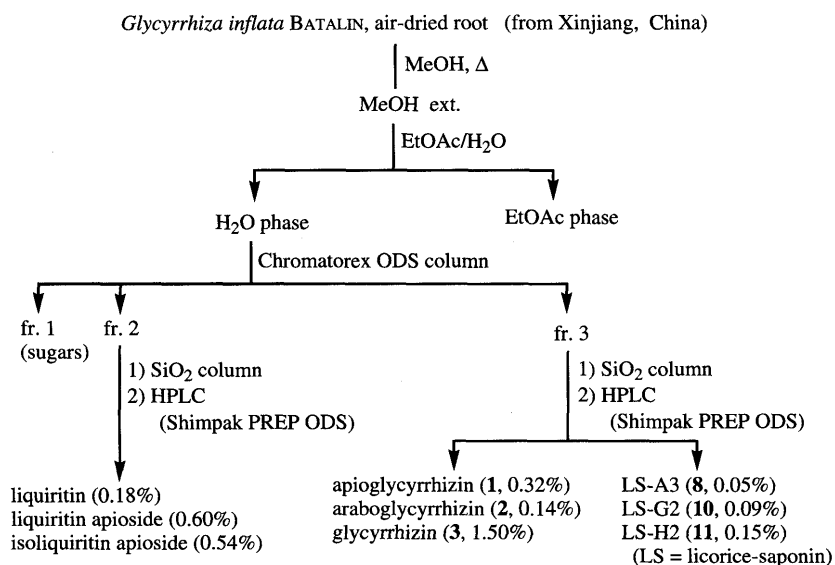 Glycyrrhiza inflata BATALIN, air-dried root (from Xinjiang, China)
MeOH, Δ
MeOH ext.
EtOAc/H2O
H2O phase
EtOAc phase
Chromatorex ODS column
fr. 1
(sugars)
fr. 2
fr. 3
1) SiO2 column
2) HPLC
(Shimpak PREP ODS)
1) SiO2 column
2) HPLC
(Shimpak PREP ODS)
liquiritin (0.18%)
liquiritin apioside (0.60%)
isoliquiritin apioside (0.54%)
apioglycyrrhizin (1, 0.32%)
araboglycyrrhizin (2, 0.14%)
glycyrrhizin (3, 1.50%)
LS-A3 (8, 0.05%)
LS-G2 (10, 0.09%)
LS-H2 (11, 0.15%)
(LS = licorice-saponin)